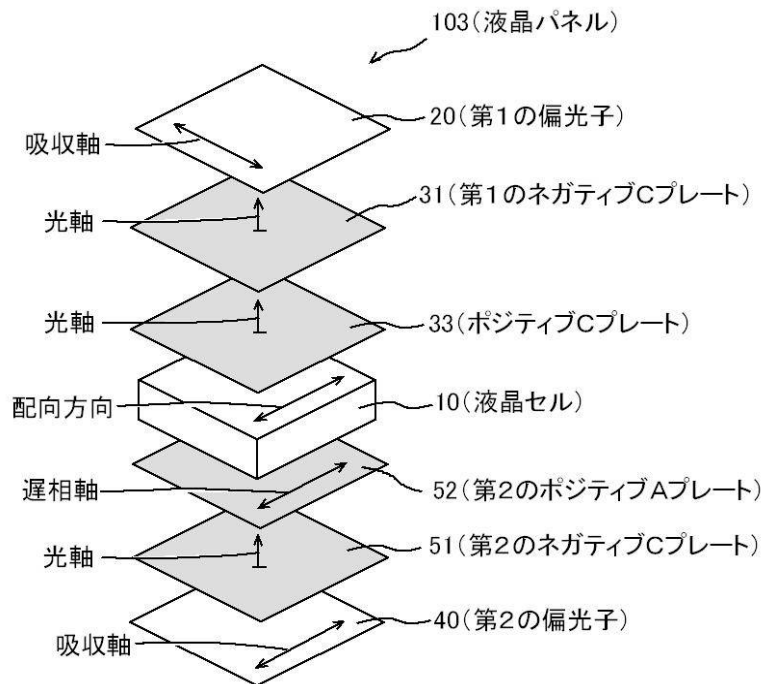 103(液晶パネル)
20(第1の偏光子)
吸収軸
31(第1のネガティブCプレート)
光軸
光軸
33(ポジティブCプレート)
配向方向
10(液晶セル)
遅相軸
52(第2のポジティブAプレート)
光軸
51(第2のネガティブCプレート)
40(第2の偏光子)
吸収軸